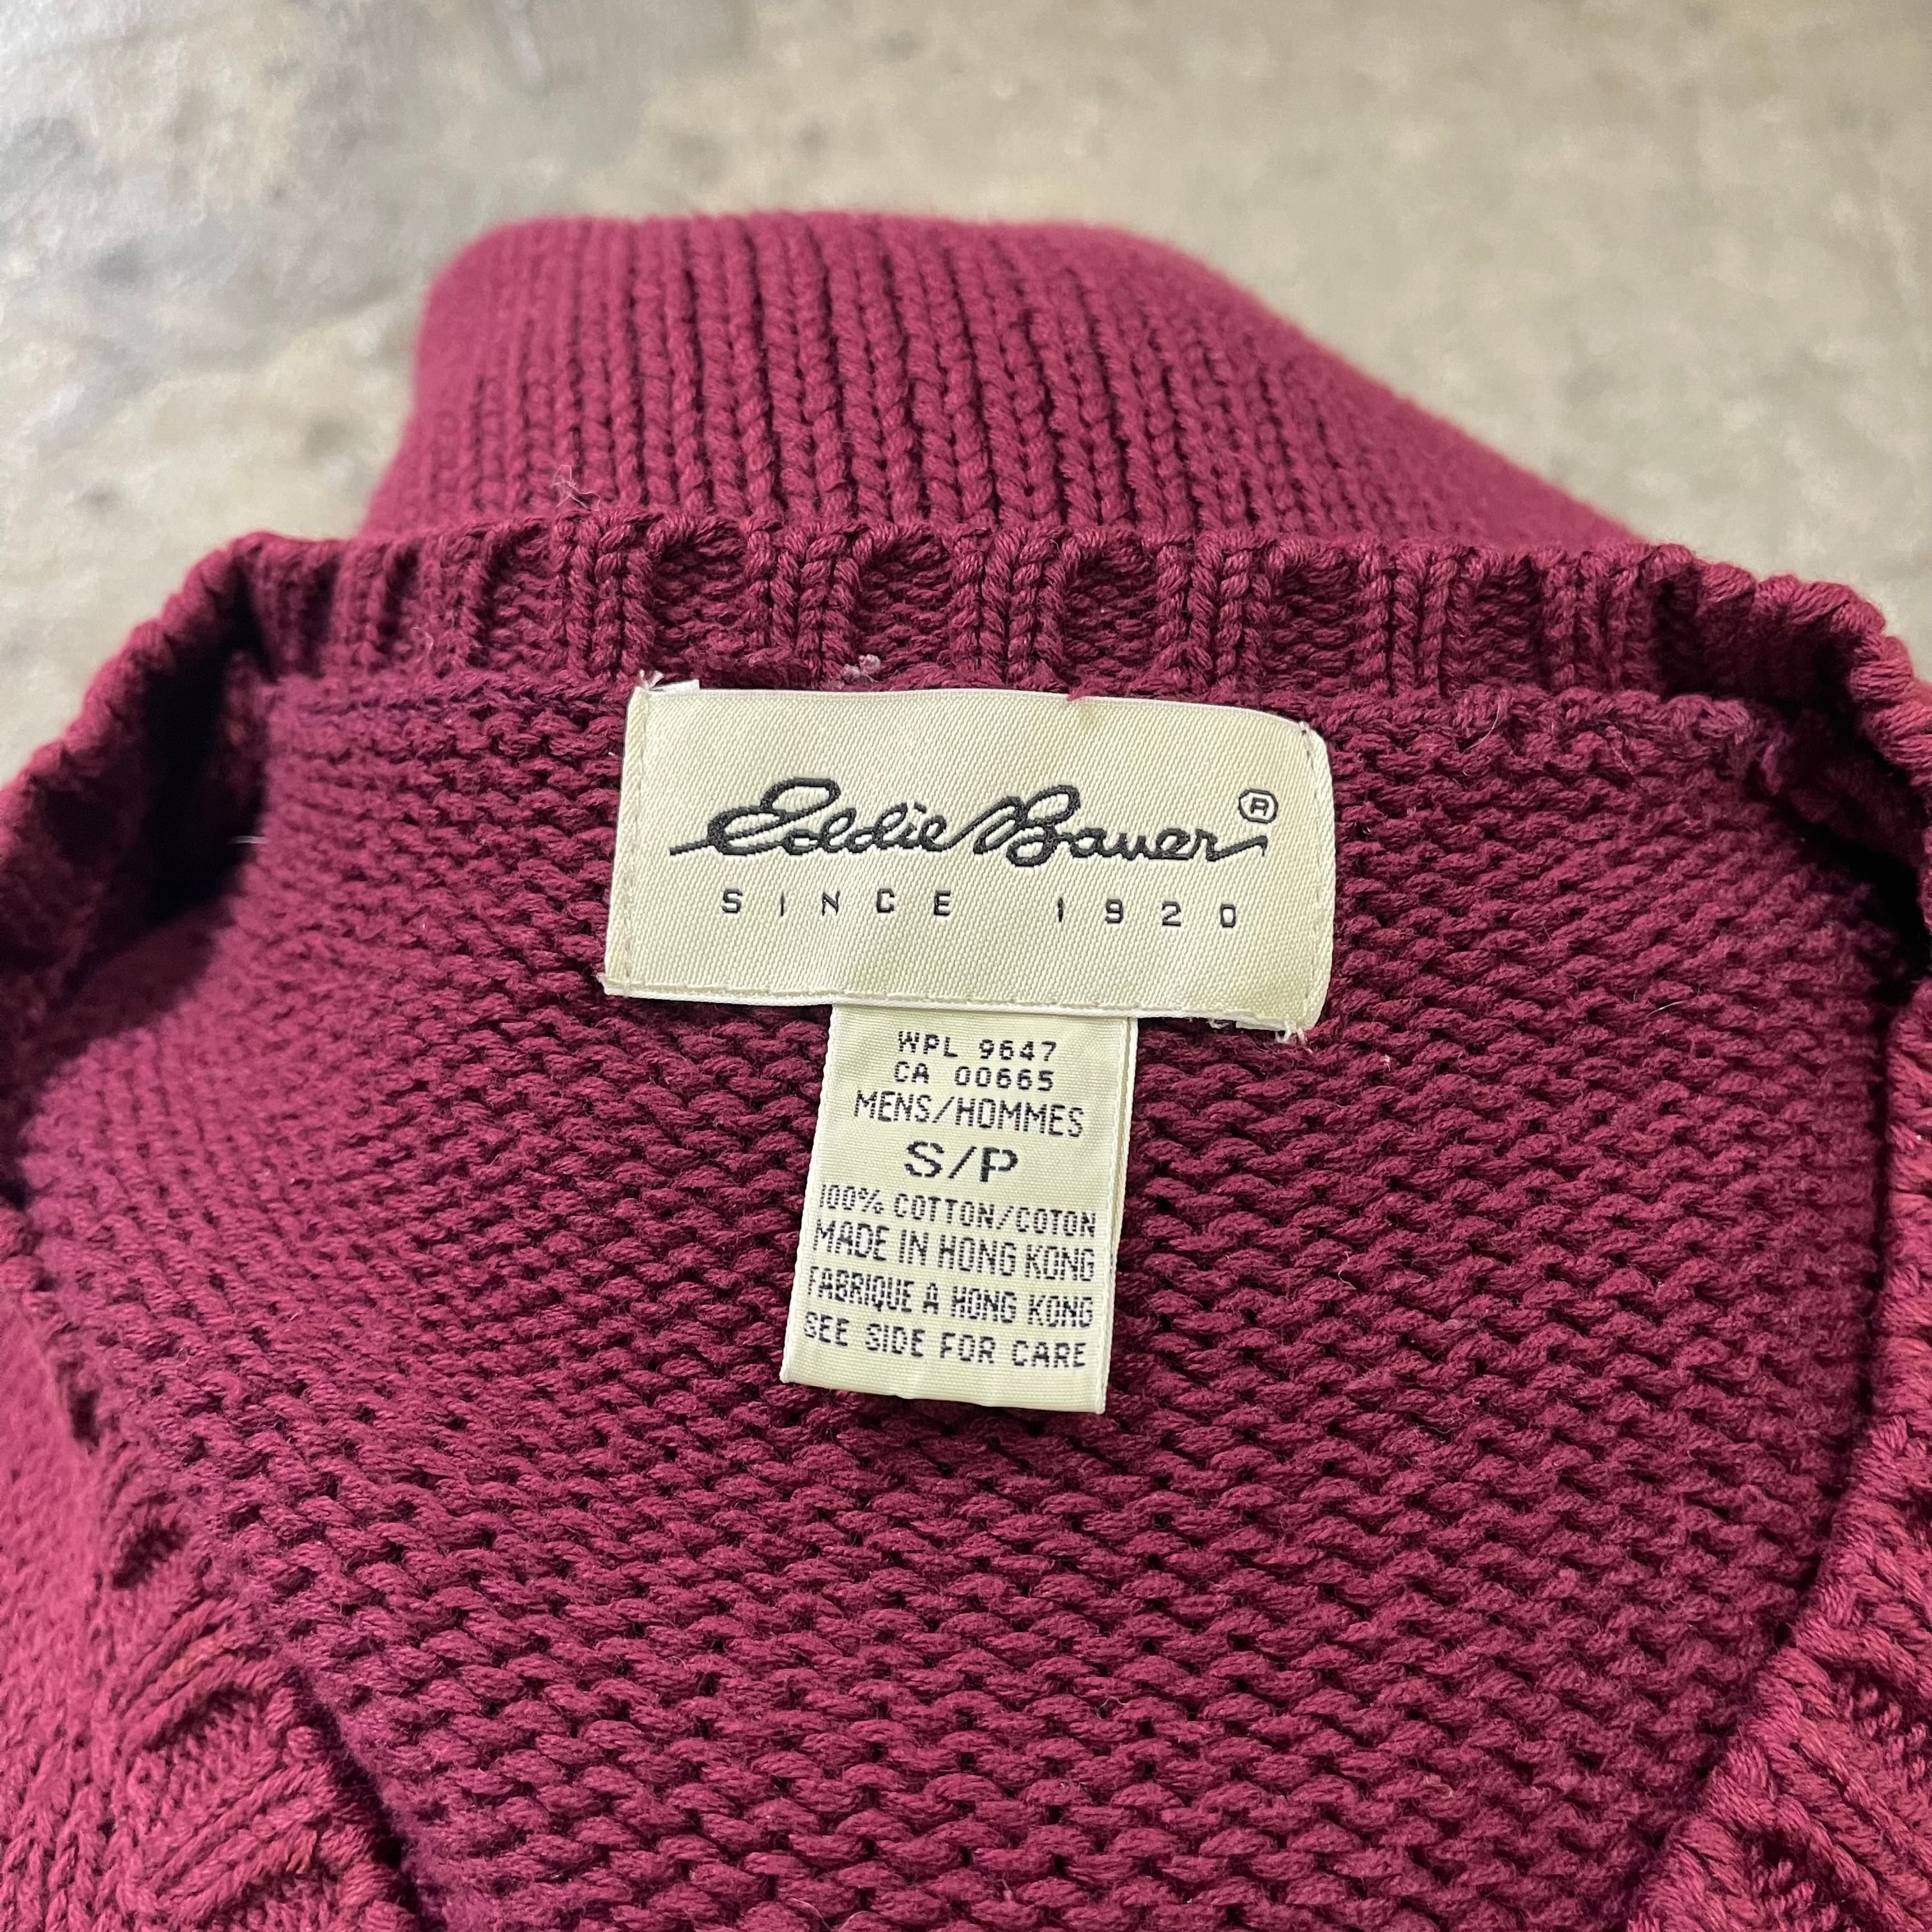 Eddie Bauer®
SINCE 1920
WPL 9647
CA 00665
MENS/HOMMES
S/P
100% COTTON/COTON
MADE IN HONG KONG
FABRIQUE A HONG KONG
SEE SIDE FOR CARE